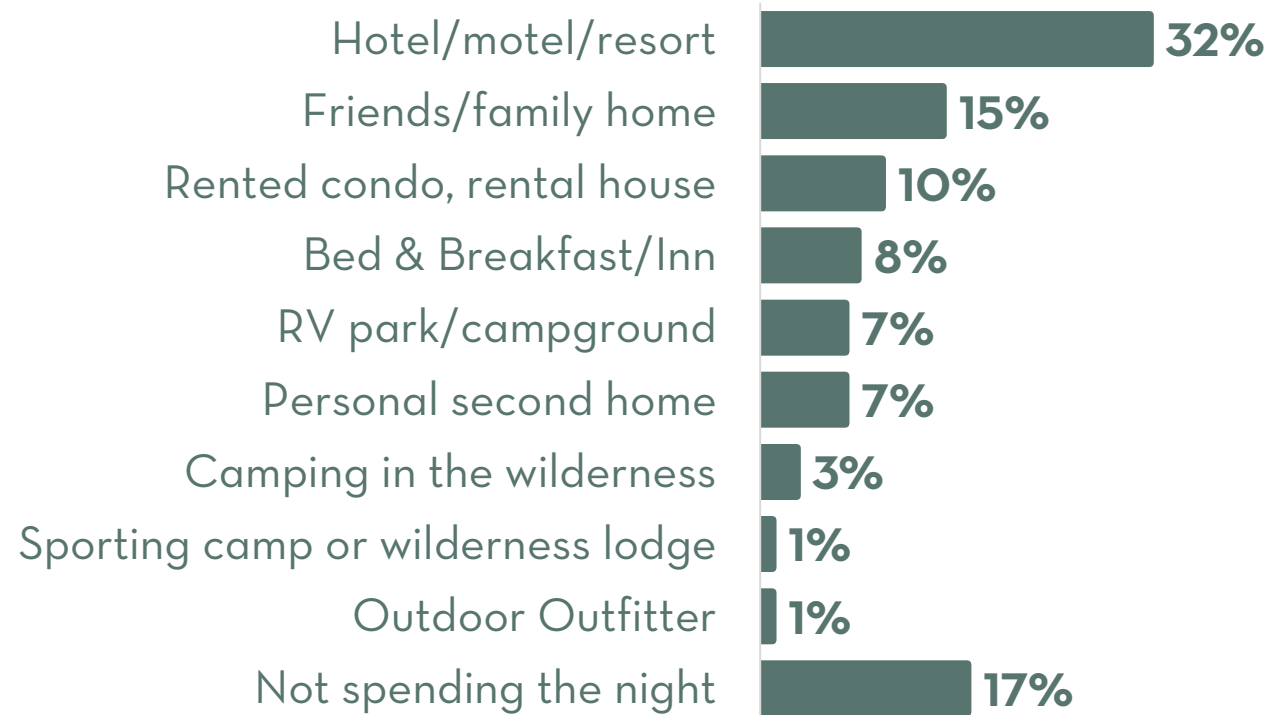 Hotel/motel/resort 32%
Friends/family home 15%
Rented condo, rental house 10%
Bed & Breakfast/Inn 8%
RV park/campground 7%
Personal second home 7%
Camping in the wilderness 3%
Sporting camp or wilderness lodge 1%
Outdoor Outfitter 1%
Not spending the night 17%